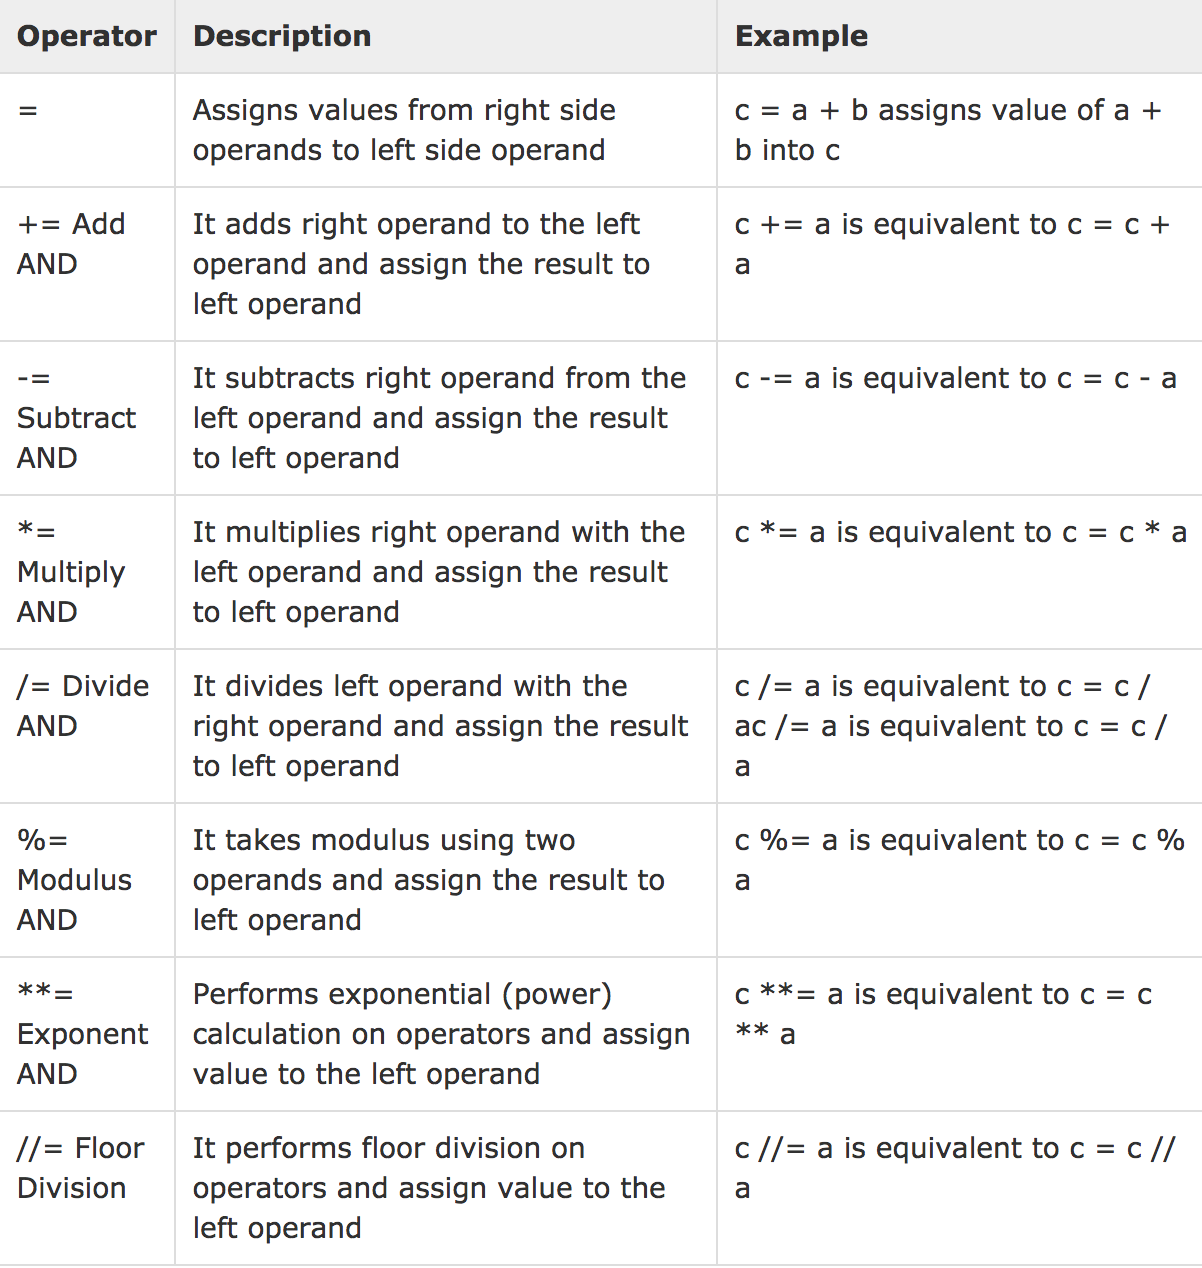 Operator Description Example
= Assigns values from right side c = a + b assigns value of a +
operands to left side operand b into c
+= Add It adds right operand to the left c += a is equivalent to c = c +
AND operand and assign the result to a
left operand
-= It subtracts right operand from the c -= a is equivalent to c = c - a
Subtract left operand and assign the result
AND to left operand
*= It multiplies right operand with the c *= a is equivalent to c = c * a
Multiply left operand and assign the result
AND to left operand
/= Divide It divides left operand with the c /= a is equivalent to c = c /
AND right operand and assign the result ac /= a is equivalent to c = c /
to left operand a
%= It takes modulus using two c %= a is equivalent to c = c %
Modulus operands and assign the result to a
AND left operand
**= Performs exponential (power) c **= a is equivalent to c = c
Exponent calculation on operators and assign ** a
AND value to the left operand
//= Floor It performs floor division on c //= a is equivalent to c = c //
Division operators and assign value to the a
left operand